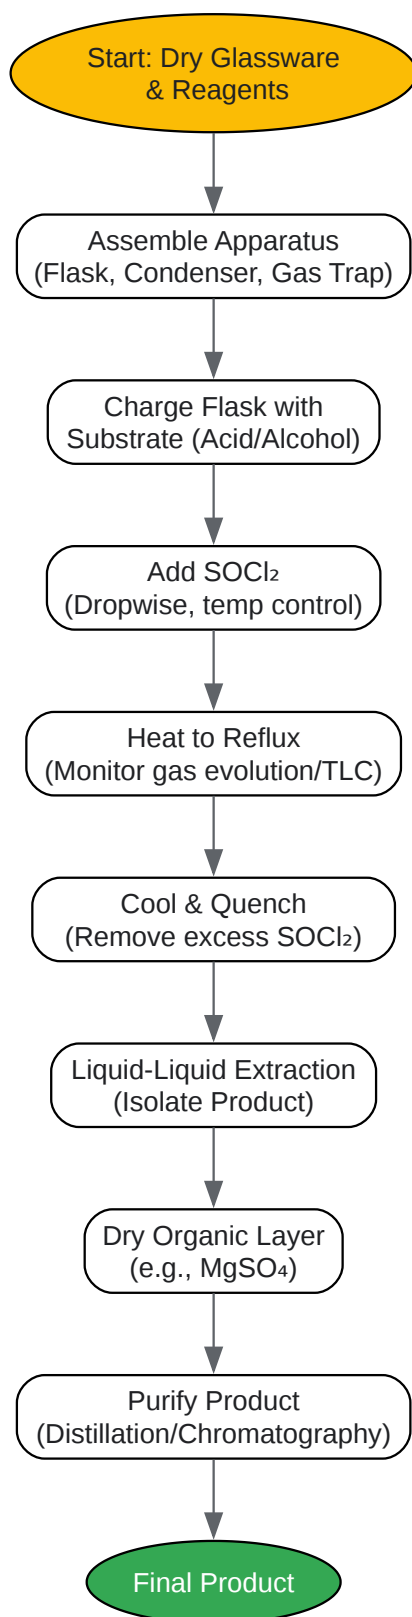 Start: Dry Glassware
& Reagents
Assemble Apparatus
(Flask, Condenser, Gas Trap)
Charge Flask with
Substrate (Acid/Alcohol)
Add SOCl₂
(Dropwise, temp control)
Heat to Reflux
(Monitor gas evolution/TLC)
Cool & Quench
(Remove excess SOCl₂)
Liquid-Liquid Extraction
(Isolate Product)
Dry Organic Layer
(e.g., MgSO₄)
Purify Product
(Distillation/Chromatography)
Final Product